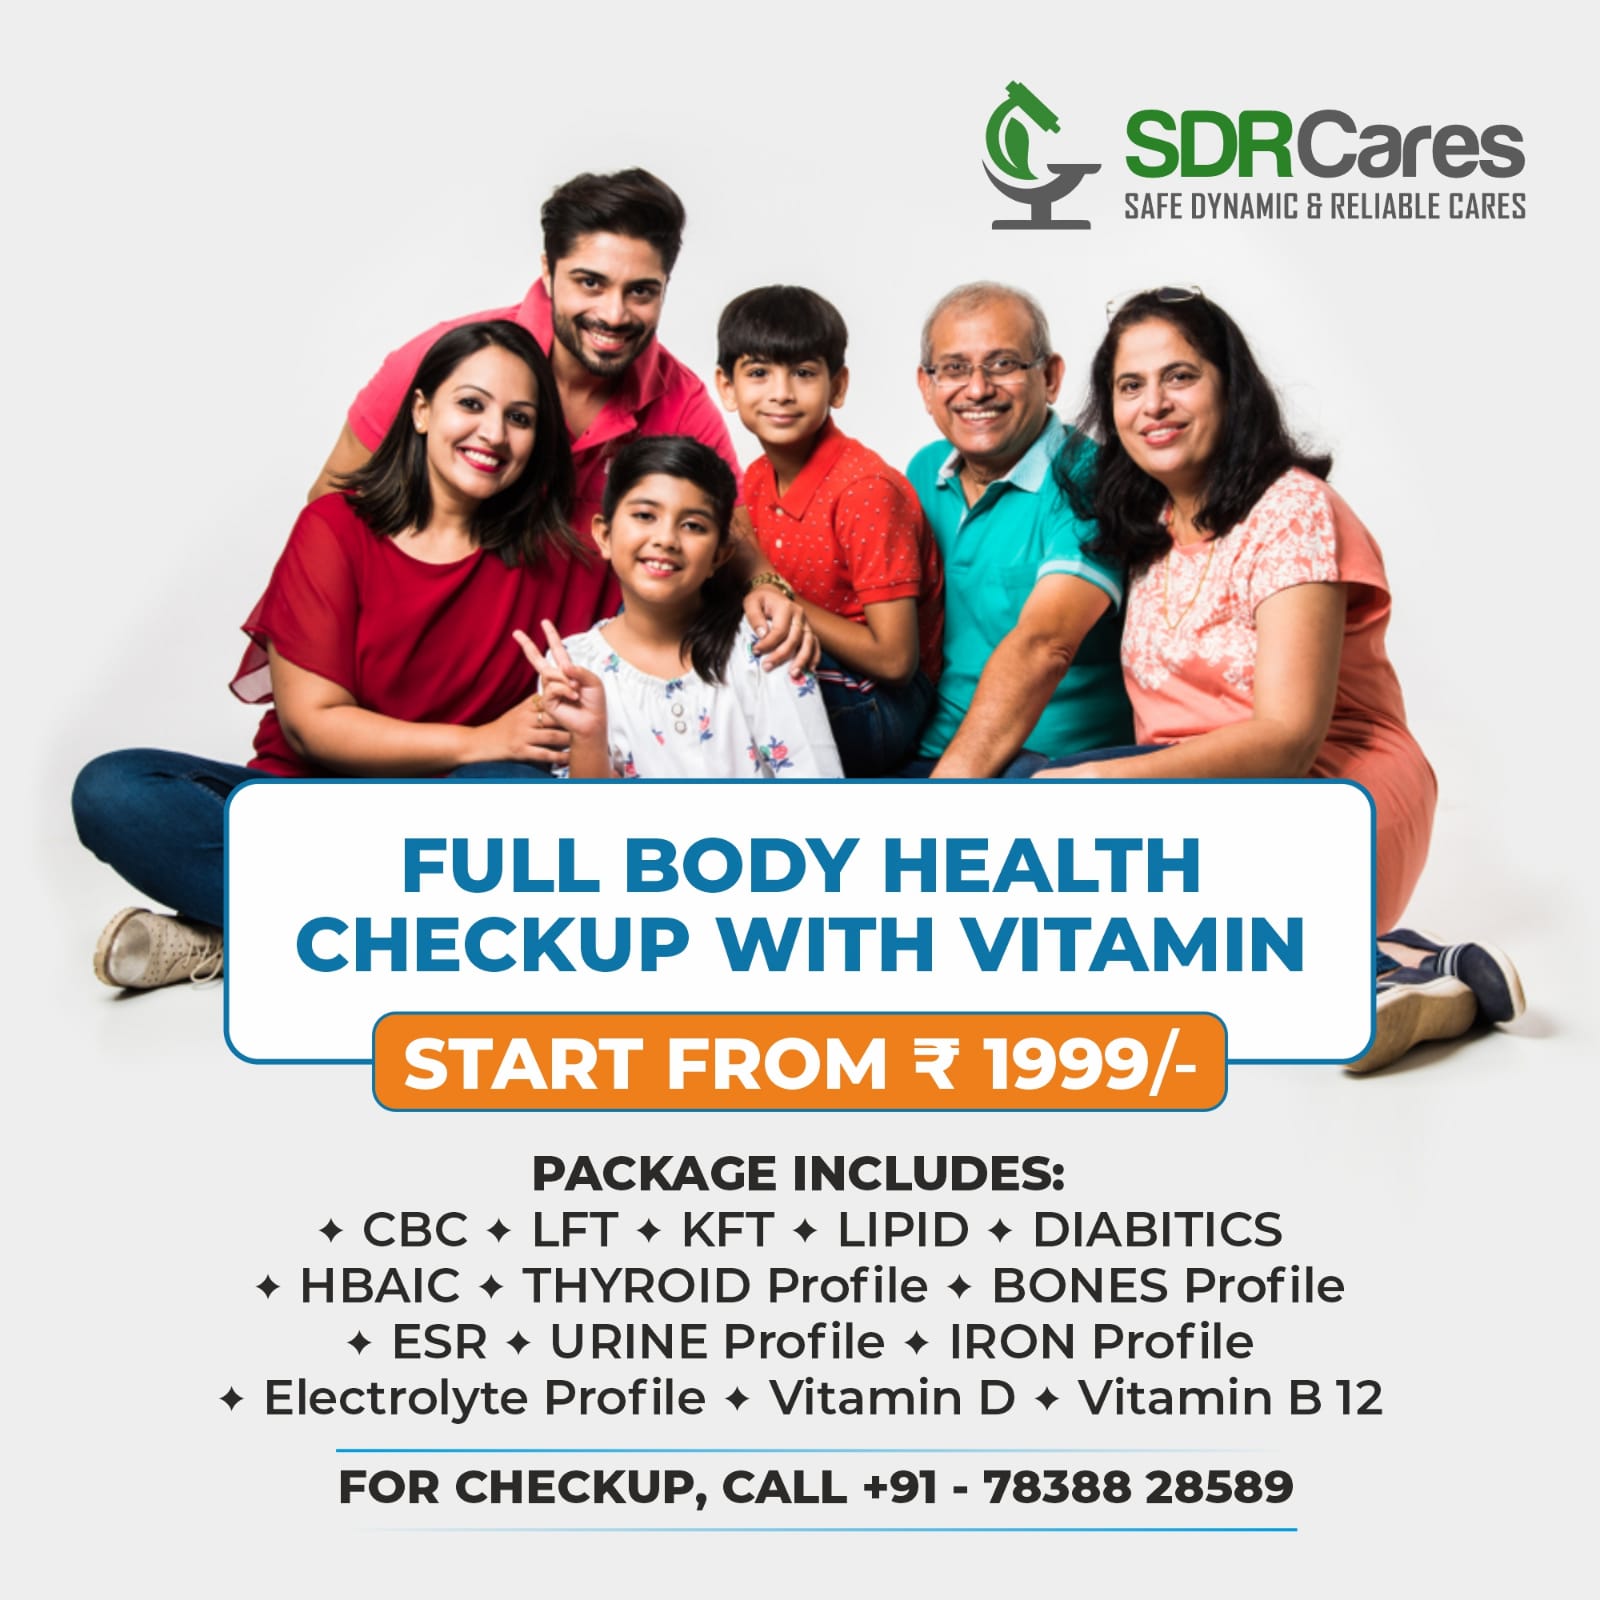 SDRCares
SAFE DYNAMIC & RELIABLE CARES
FULL BODY HEALTH
CHECKUP WITH VITAMIN
START FROM ₹ 1999/-
PACKAGE INCLUDES:
✦ CBC ✦ LFT ✦ KFT ✦ LIPID ✦ DIABITICS
✦ HBAIC ✦ THYROID Profile ✦ BONES Profile
✦ ESR ✦ URINE Profile ✦ IRON Profile
✦ Electrolyte Profile ✦ Vitamin D ✦ Vitamin B 12
FOR CHECKUP, CALL +91 - 78388 28589